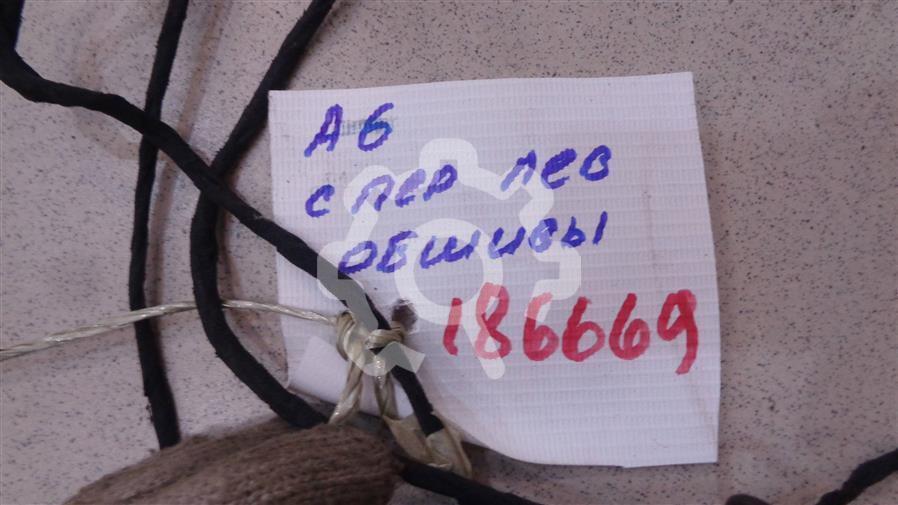 А6
с пер лев
обшивы
186669